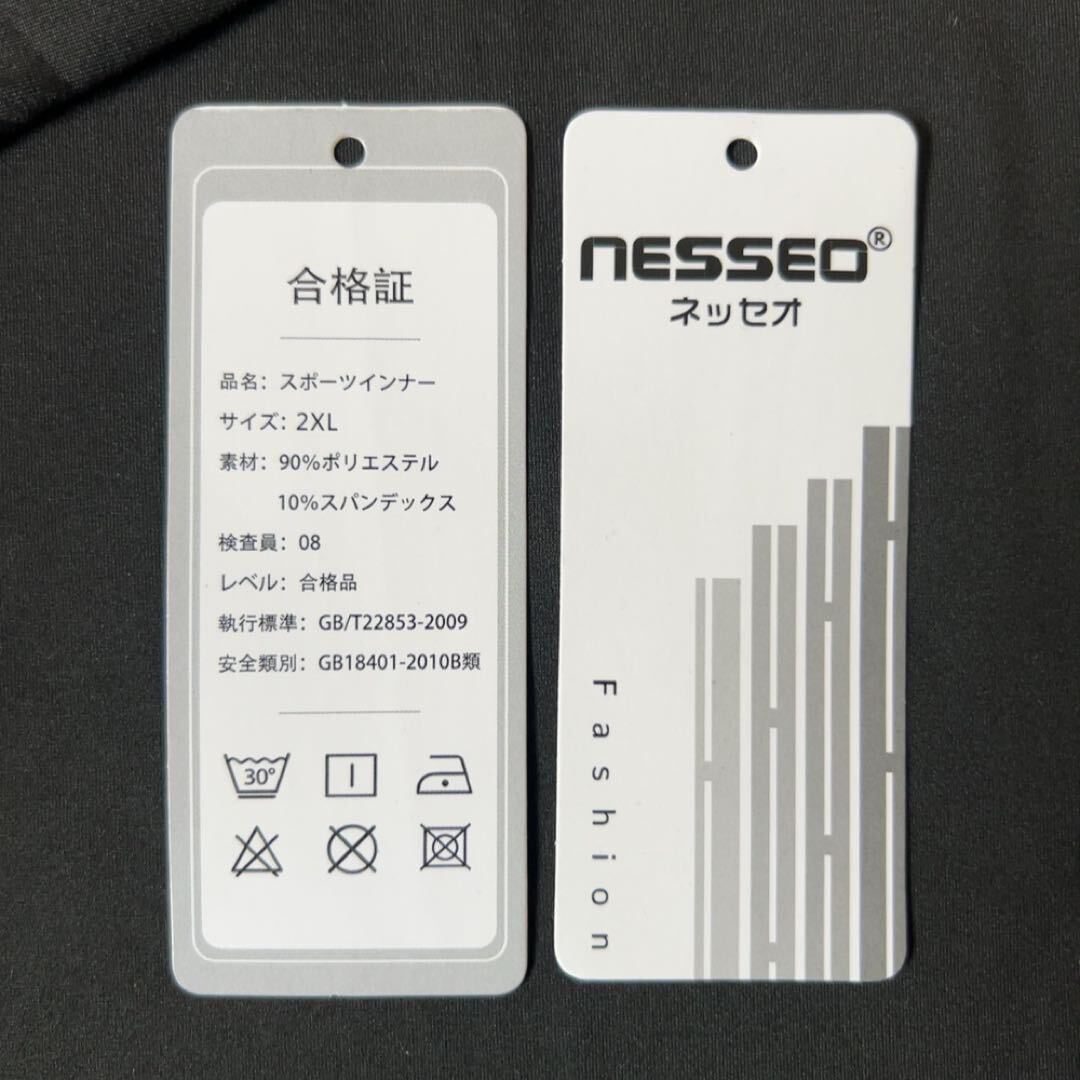 合格証
品名：スポーツインナー
サイズ：2XL
素材：90%ポリエステル
10%スパンデックス
検査員：08
レベル：合格品
執行標準：GB/T22853-2009
安全類別：GB18401-2010B類
30°
NESSEO®
ネッセオ
Fashion